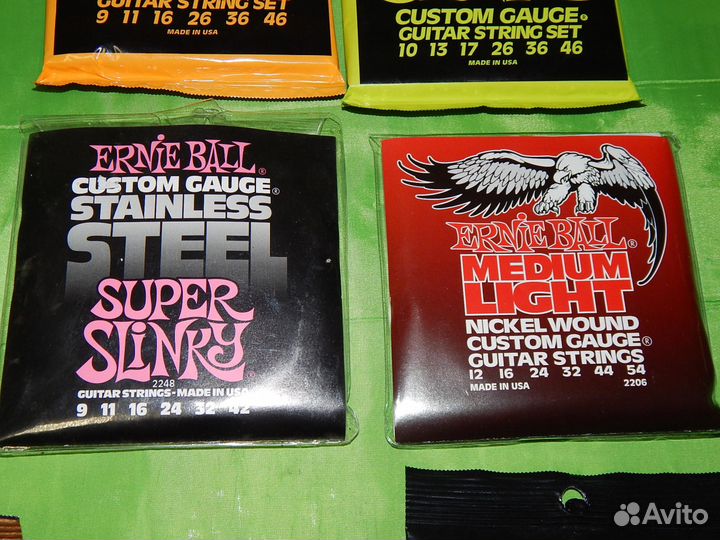 GUITAR STRING SET
9 11 16 26 36 46
MADE IN USA
CUSTOM GAUGE®
GUITAR STRING SET
10 13 17 26 36 46
MADE IN USA
ERNIE BALL®
CUSTOM GAUGE®
STAINLESS
STEEL
SUPER
SLINKY®
2248
GUITAR STRINGS - MADE IN USA
9 11 16 24 32 42
ERNIE BALL®
MEDIUM
LIGHT
NICKEL WOUND
CUSTOM GAUGE®
GUITAR STRINGS
12 16 24 32 44 54
MADE IN USA 2206
Avito